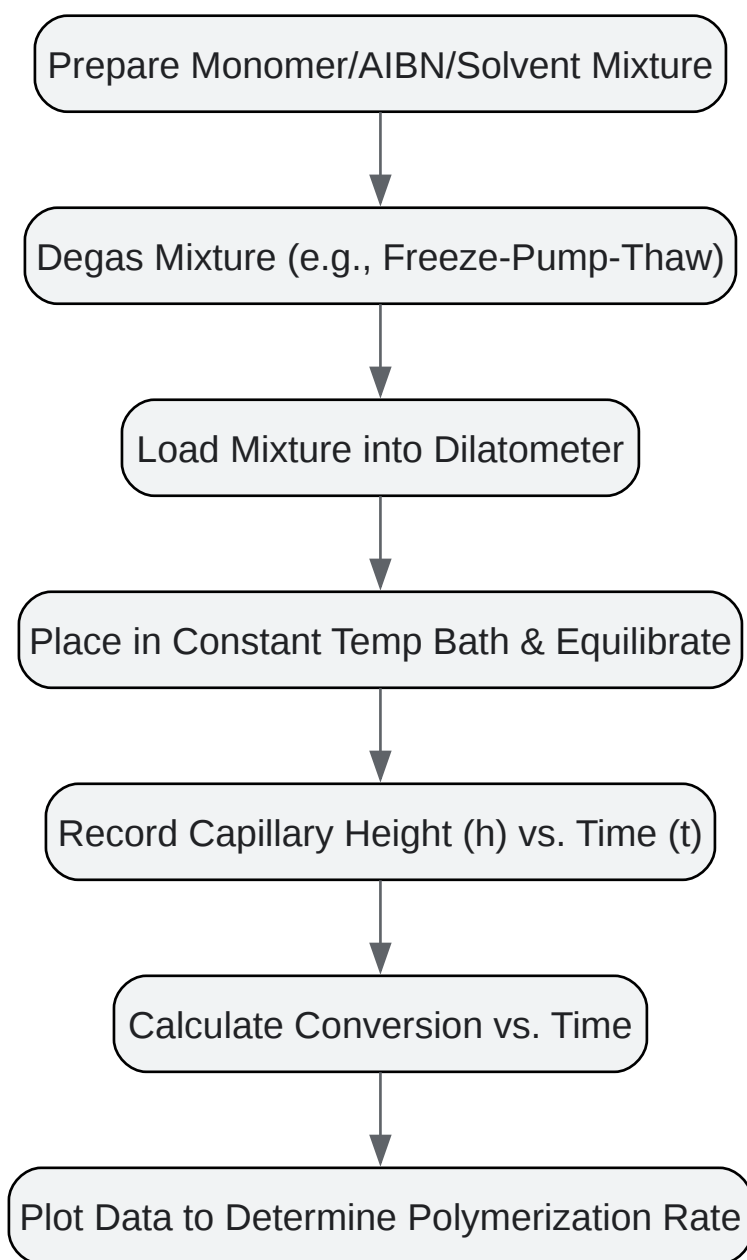 Prepare Monomer/AIBN/Solvent Mixture
Degas Mixture (e.g., Freeze-Pump-Thaw)
Load Mixture into Dilatometer
Place in Constant Temp Bath & Equilibrate
Record Capillary Height (h) vs. Time (t)
Calculate Conversion vs. Time
Plot Data to Determine Polymerization Rate